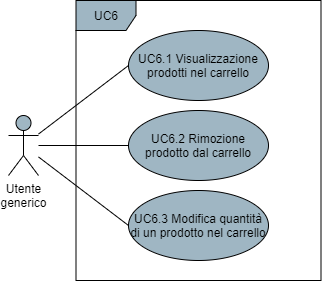 UC6
UC6.1 Visualizzazione
prodotti nel carrello
UC6.2 Rimozione
prodotto dal carrello
Utente
generico
UC6.3 Modifica quantità
di un prodotto nel carrello